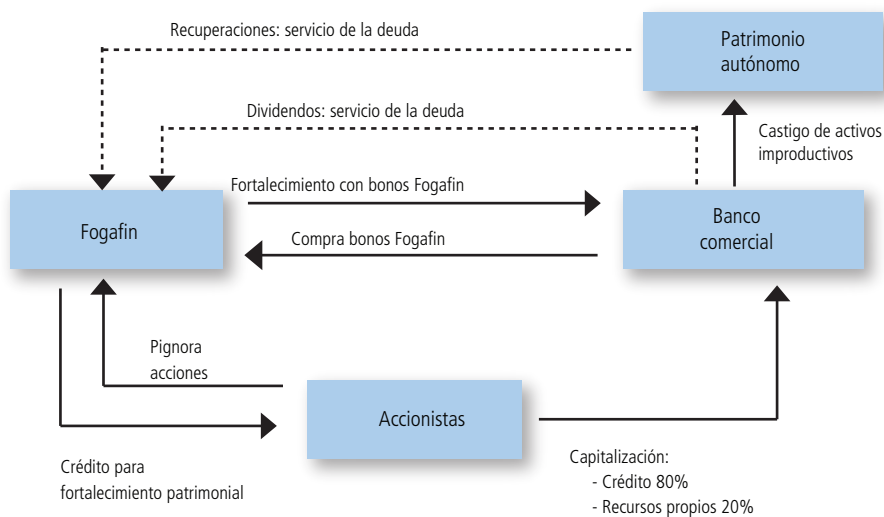 Recuperaciones: servicio de la deuda
Patrimonio
autónomo
Dividendos: servicio de la deuda
Castigo de activos
improductivos
Fortalecimiento con bonos Fogafin
Fogafin
Banco
comercial
Compra bonos Fogafin
Pignora
acciones
Accionistas
Crédito para
fortalecimiento patrimonial
Capitalización:
- Crédito 80%
- Recursos propios 20%